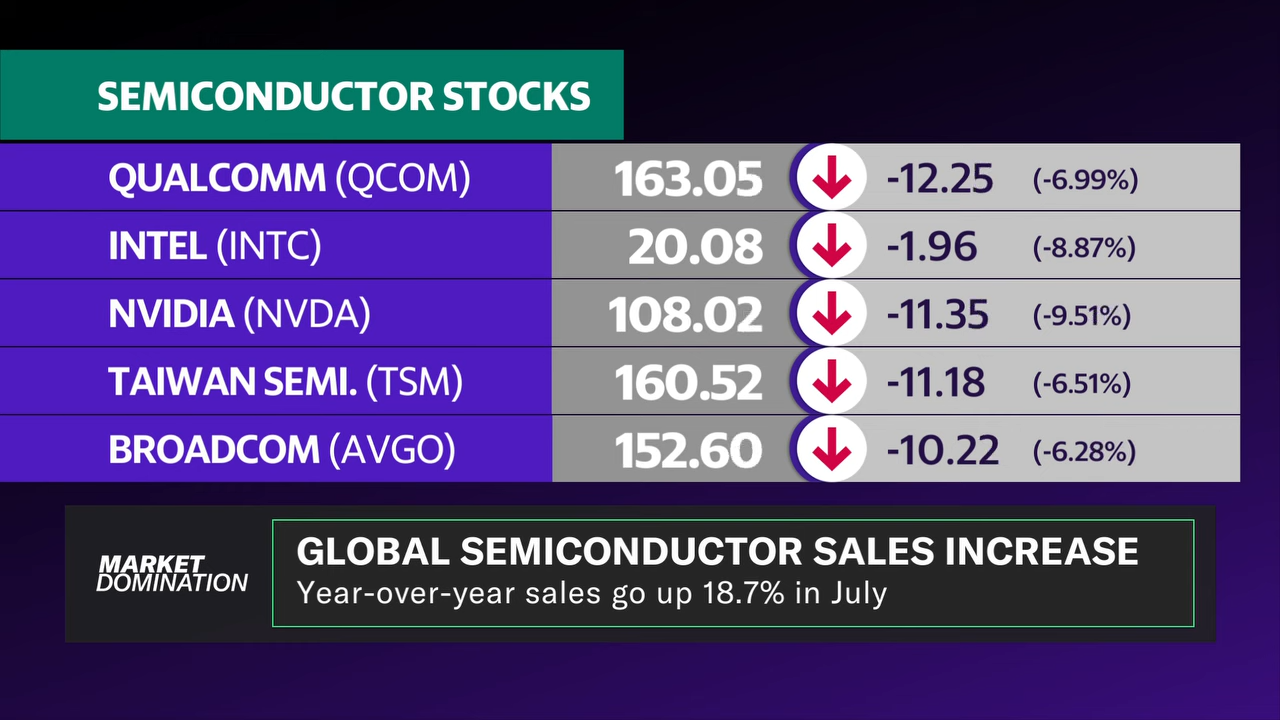 SEMICONDUCTOR STOCKS
QUALCOMM (QCOM) 163.05 -12.25 (-6.99%)
INTEL (INTC) 20.08 -1.96 (-8.87%)
NVIDIA (NVDA) 108.02 -11.35 (-9.51%)
TAIWAN SEMI. (TSM) 160.52 -11.18 (-6.51%)
BROADCOM (AVGO) 152.60 -10.22 (-6.28%)
MARKET
DOMINATION
GLOBAL SEMICONDUCTOR SALES INCREASE
Year-over-year sales go up 18.7% in July